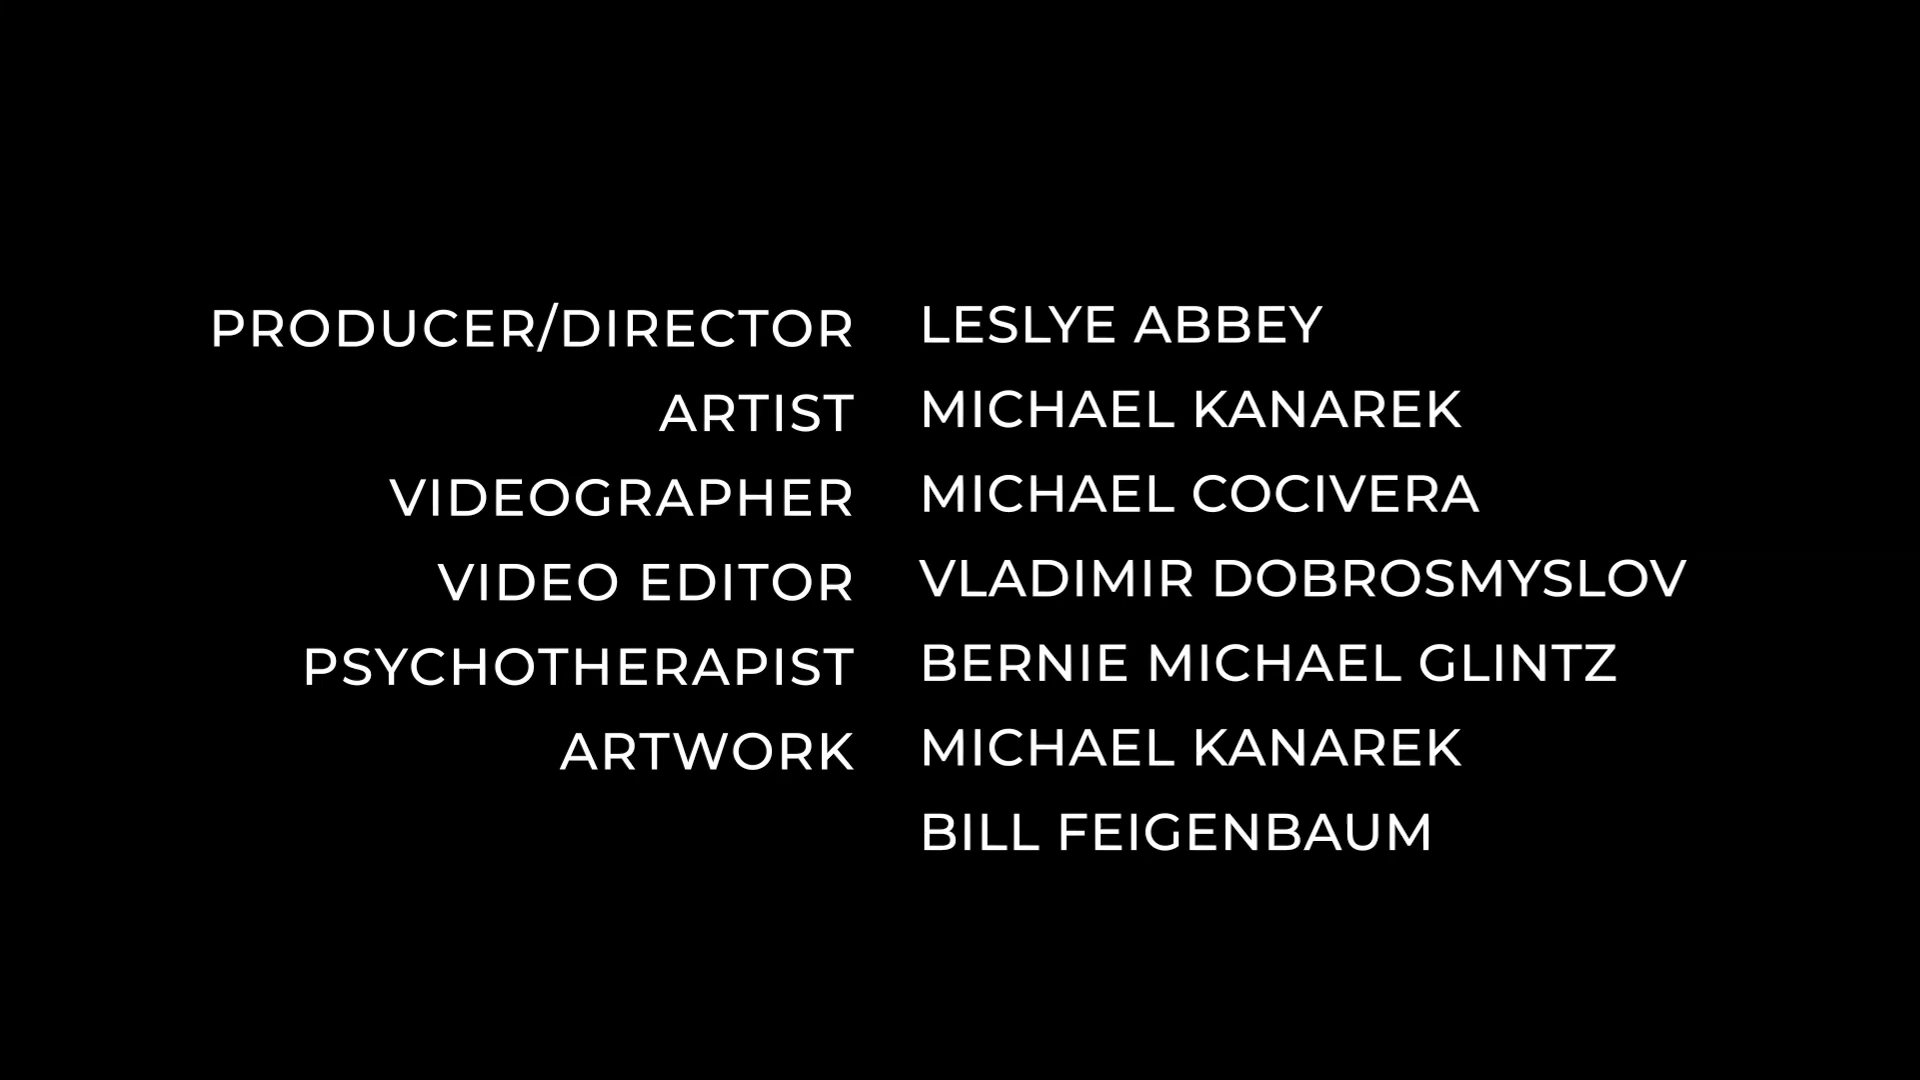 PRODUCER/DIRECTOR LESLYE ABBEY
ARTIST MICHAEL KANAREK
VIDEOGRAPHER MICHAEL COCIVERA
VIDEO EDITOR VLADIMIR DOBROSMYSLOV
PSYCHOTHERAPIST BERNIE MICHAEL GLINTZ
ARTWORK MICHAEL KANAREK
BILL FEIGENBAUM